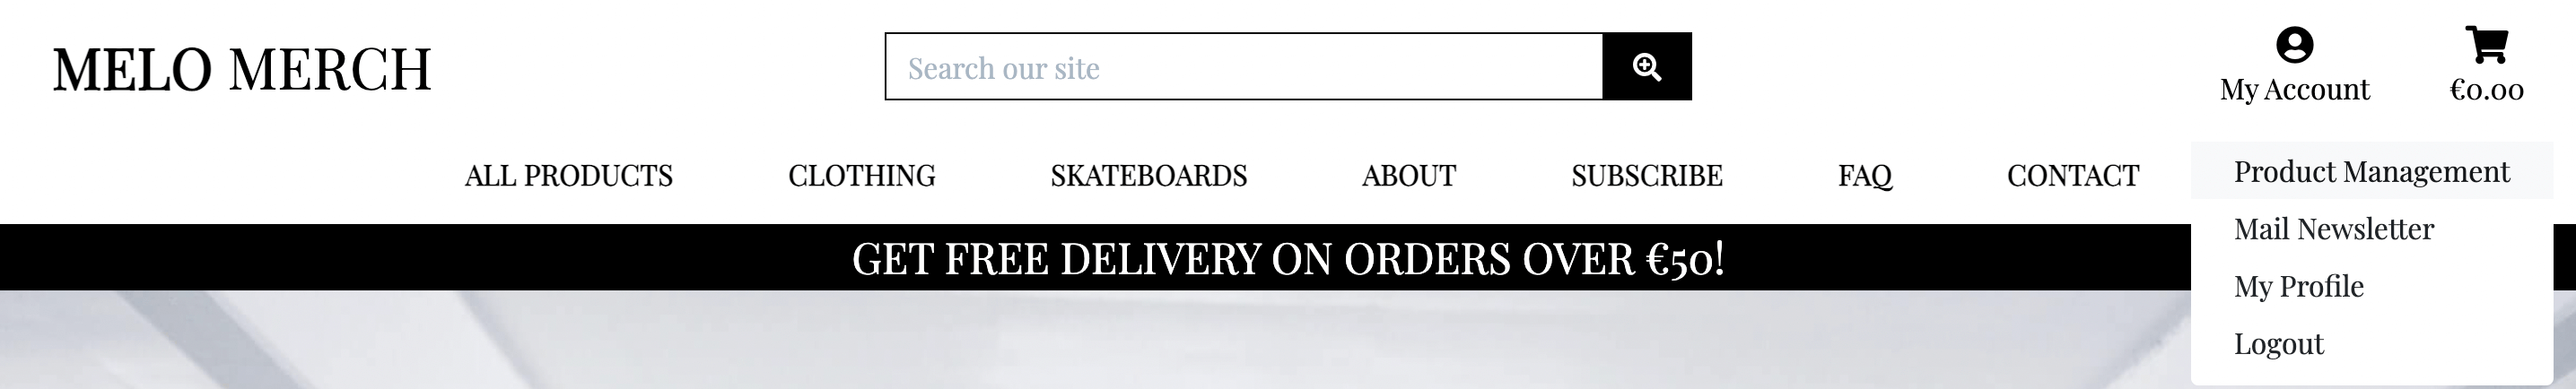 MELO MERCH
Search our site
My Account
€0.00
ALL PRODUCTS CLOTHING SKATEBOARDS ABOUT SUBSCRIBE FAQ CONTACT
Product Management
Mail Newsletter
My Profile
Logout
GET FREE DELIVERY ON ORDERS OVER €50!